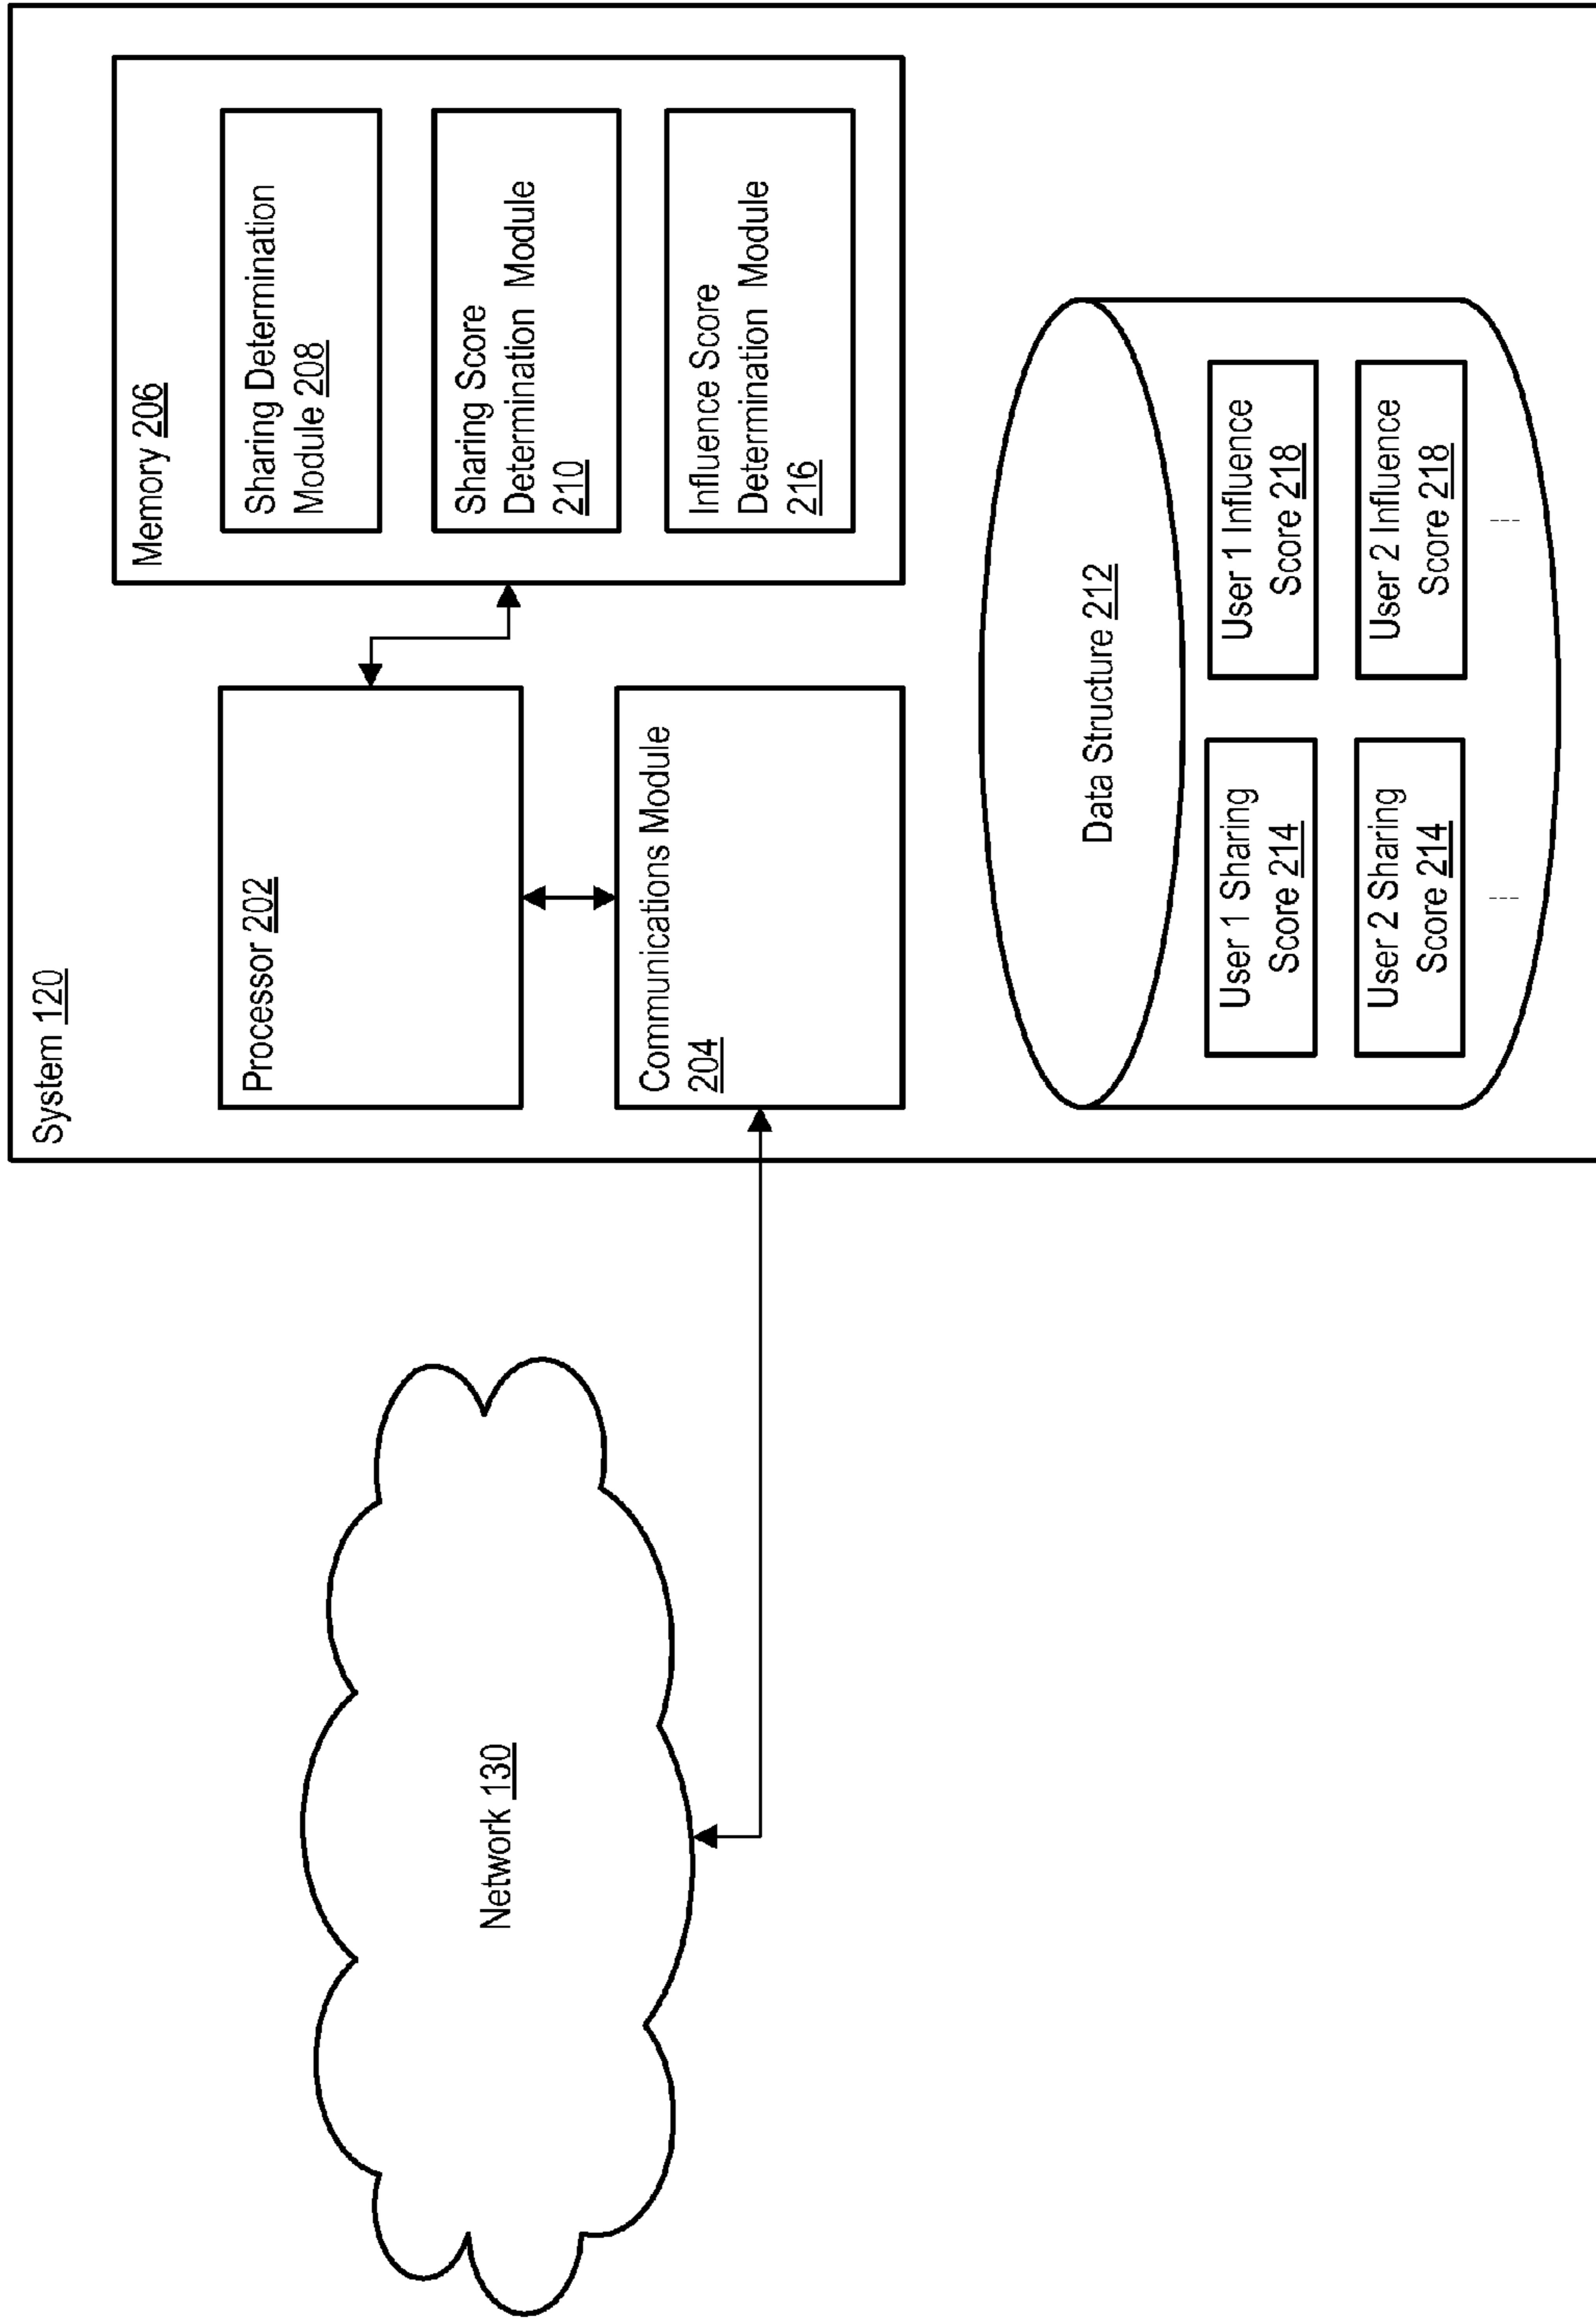 System 120
Processor 202
Communications Module
204
Memory 206
Sharing Determination
Module 208
Sharing Score
Determination Module
210
Influence Score
Determination Module
216
Network 130
Data Structure 212
User 1 Sharing
Score 214
User 1 Influence
Score 218
User 2 Sharing
Score 214
User 2 Influence
Score 218